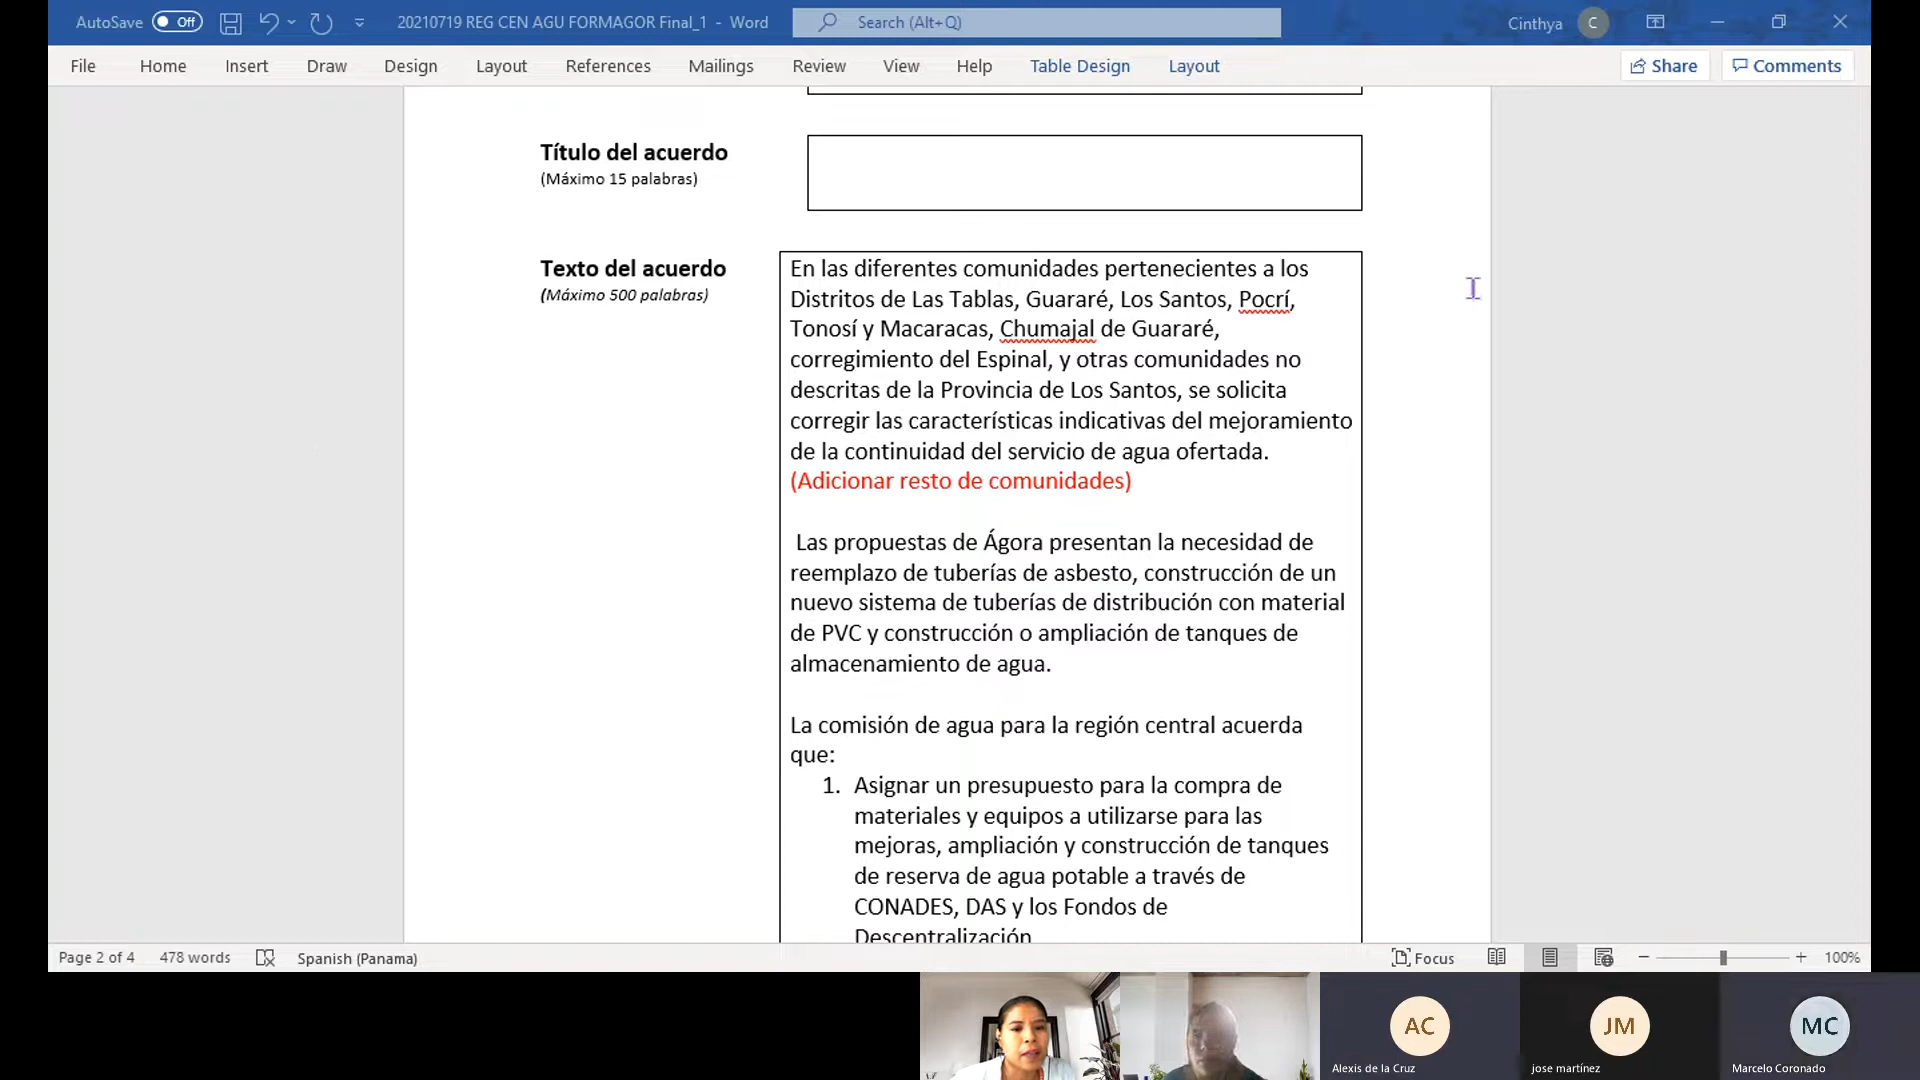 AutoSave Off 20210719 REG CEN AGU FORMAGOR Final_1 - Word Search (Alt+Q) Cinthya C
File Home Insert Draw Design Layout References Mailings Review View Help Table Design Layout Share Comments
Título del acuerdo
(Máximo 15 palabras)
Texto del acuerdo
(Máximo 500 palabras)
En las diferentes comunidades pertenecientes a los
Distritos de Las Tablas, Guararé, Los Santos, Pocrí,
Tonosí y Macaracas, Chumajal de Guararé,
corregimiento del Espinal, y otras comunidades no
descritas de la Provincia de Los Santos, se solicita
corregir las características indicativas del mejoramiento
de la continuidad del servicio de agua ofertada.
(Adicionar resto de comunidades)
Las propuestas de Ágora presentan la necesidad de
reemplazo de tuberías de asbesto, construcción de un
nuevo sistema de tuberías de distribución con material
de PVC y construcción o ampliación de tanques de
almacenamiento de agua.
La comisión de agua para la región central acuerda
que:
1. Asignar un presupuesto para la compra de
materiales y equipos a utilizarse para las
mejoras, ampliación y construcción de tanques
de reserva de agua potable a través de
CONADES, DAS y los Fondos de
Descentralización
Page 2 of 4 478 words Spanish (Panama) Focus 100%
AC JM MC
Alexis de la Cruz jose martínez Marcelo Coronado